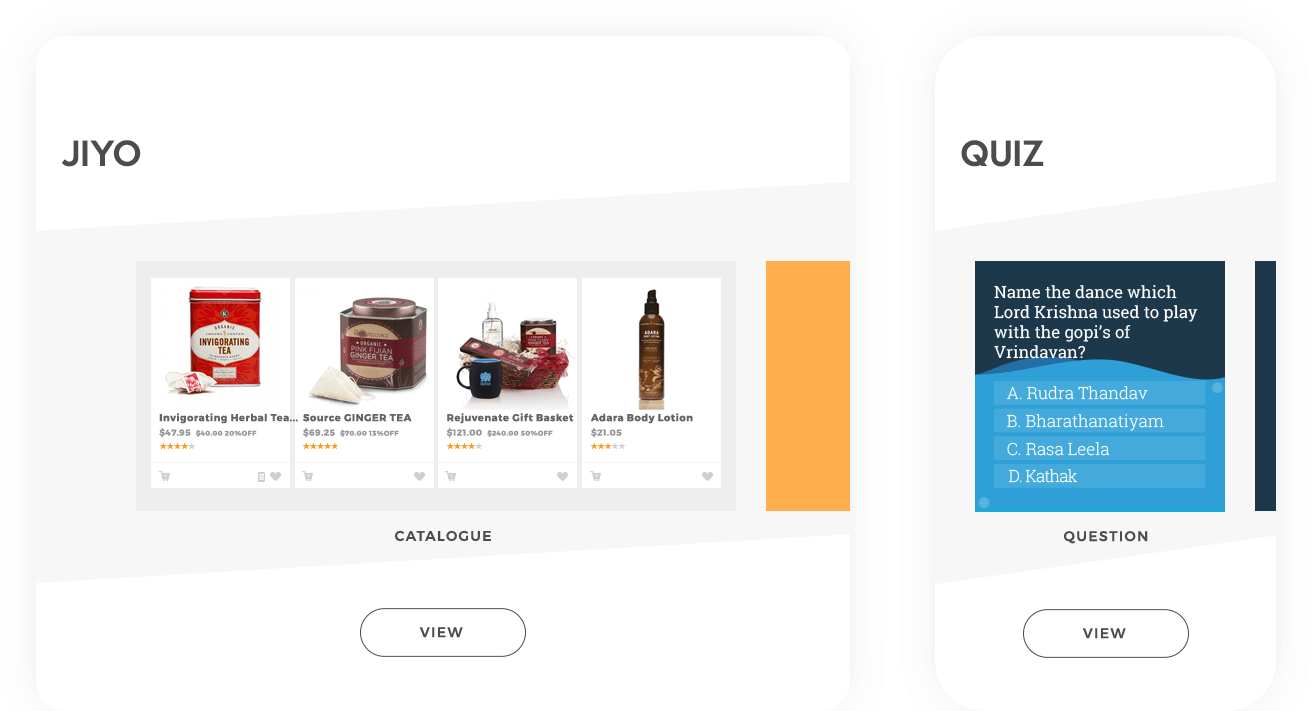 JIYO
ORGANIC
INVIGORATING
TEA
ORGANIC
PINK FIJIAN
GINGER TEA
ADARA
Invigorating Herbal Tea...
$47.95 $40.00 20%OFF
Source GINGER TEA
$69.25 $70.00 13%OFF
Rejuvenate Gift Basket
$121.00 $240.00 50%OFF
Adara Body Lotion
$21.05
CATALOGUE
VIEW
QUIZ
Name the dance which
Lord Krishna used to play
with the gopi's of
Vrindavan?
A. Rudra Thandav
B. Bharathanatiyam
C. Rasa Leela
D. Kathak
QUESTION
VIEW